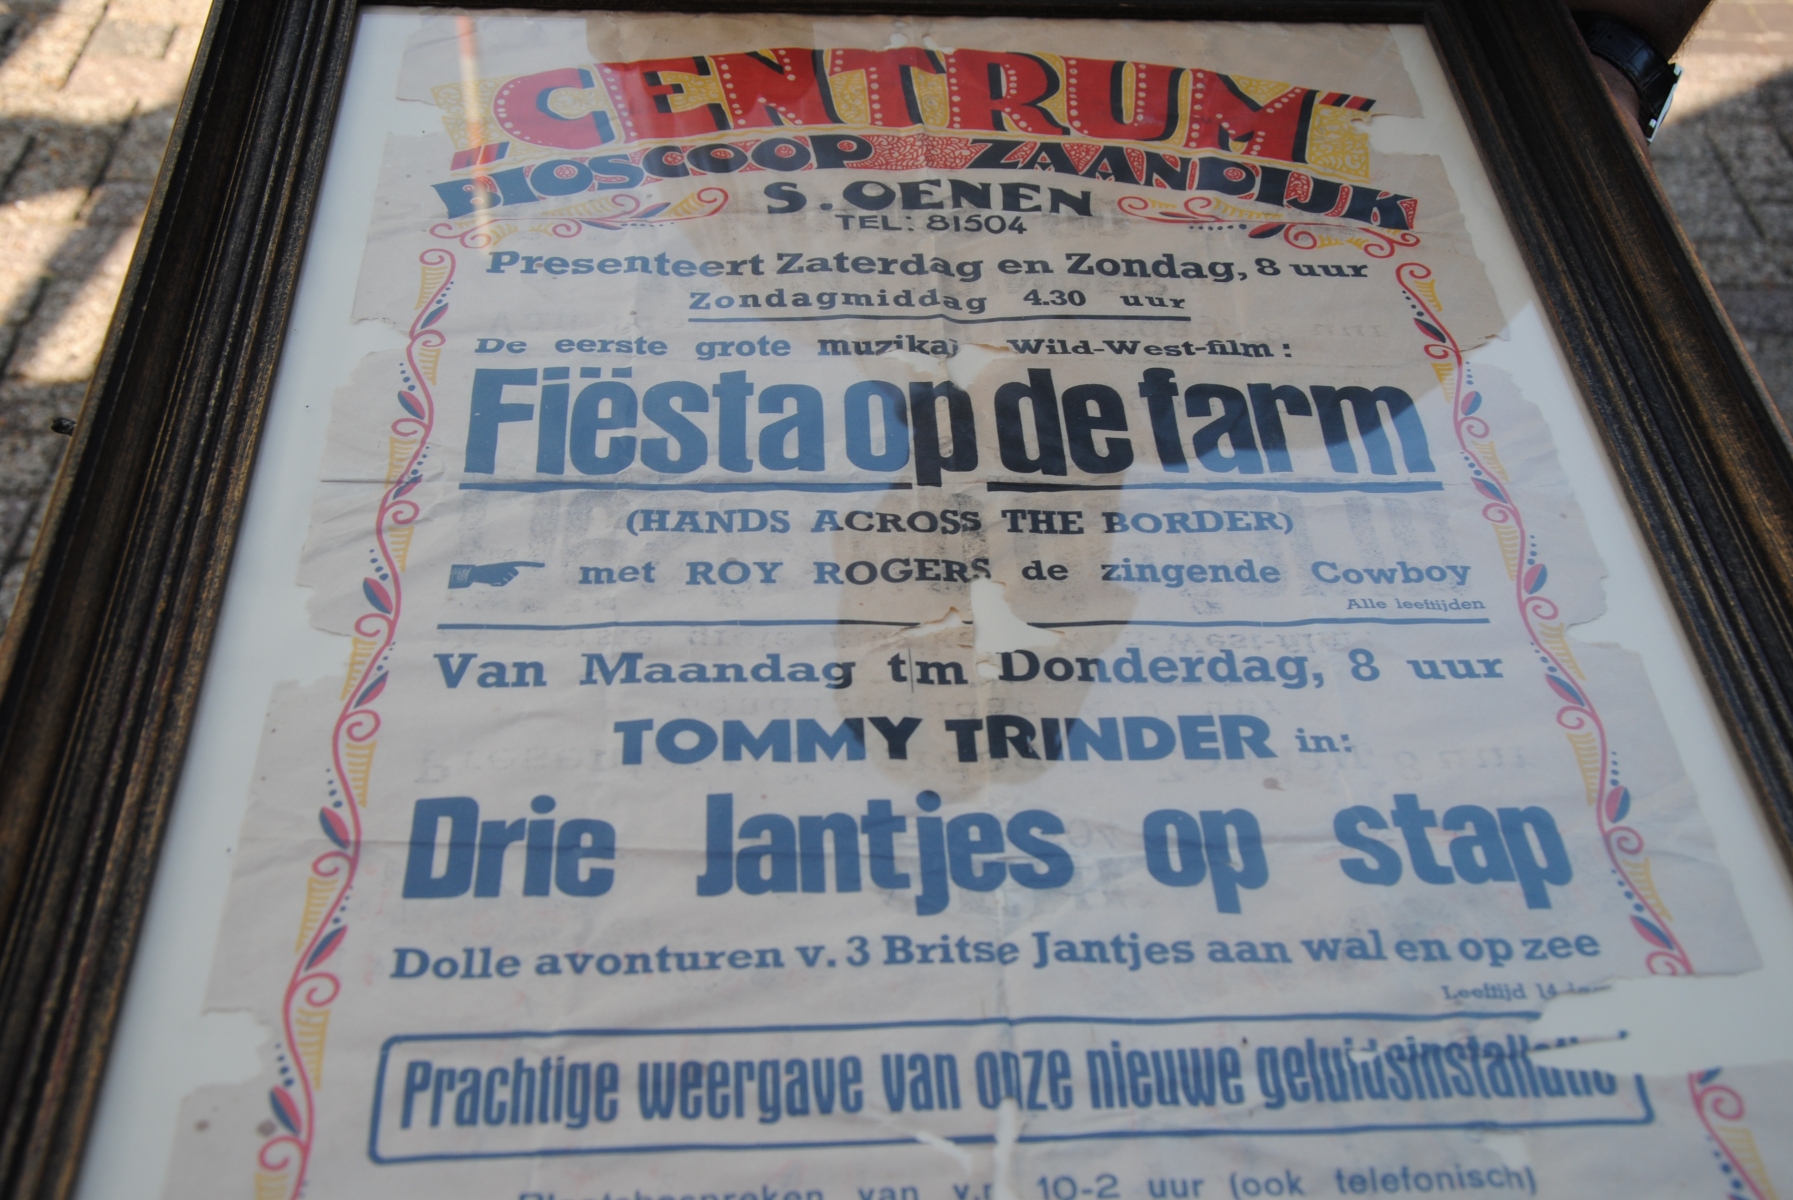 "CENTRUM"
BIOSCOOP ZAANDIJK
S. OENEN
TEL: 81504
Presenteert Zaterdag en Zondag, 8 uur
Zondagmiddag 4.30 uur
De eerste grote Wild-West-film:
Fiësta op de farm
(HANDS ACROSS THE BORDER)
met ROY ROGERS de zingende Cowboy
Alle leeftijden
Van Maandag tm Donderdag, 8 uur
TOMMY TRINDER in:
Drie Jantjes op stap
Dolle avonturen v. 3 Britse Jantjes aan wal en op zee
Leeftijd 14
Prachtige weergave van onze nieuwe geluidsinstallatie
van v.m 10-2 uur (ook telefonisch)